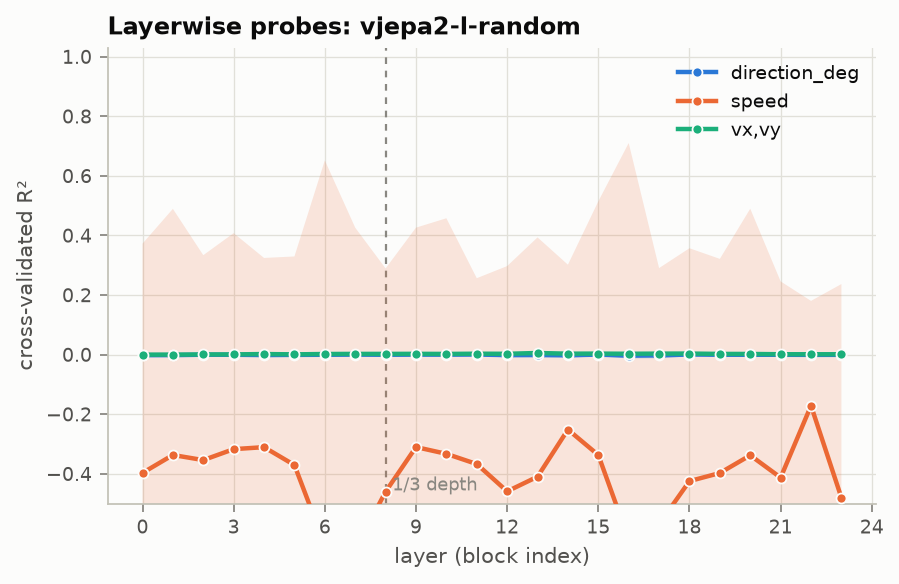 Layerwise probes: vjepa2-l-random
direction_deg
speed
vx,vy
cross-validated R²
1.0
0.8
0.6
0.4
0.2
0.0
−0.2
−0.4
1/3 depth
0 3 6 9 12 15 18 21 24
layer (block index)